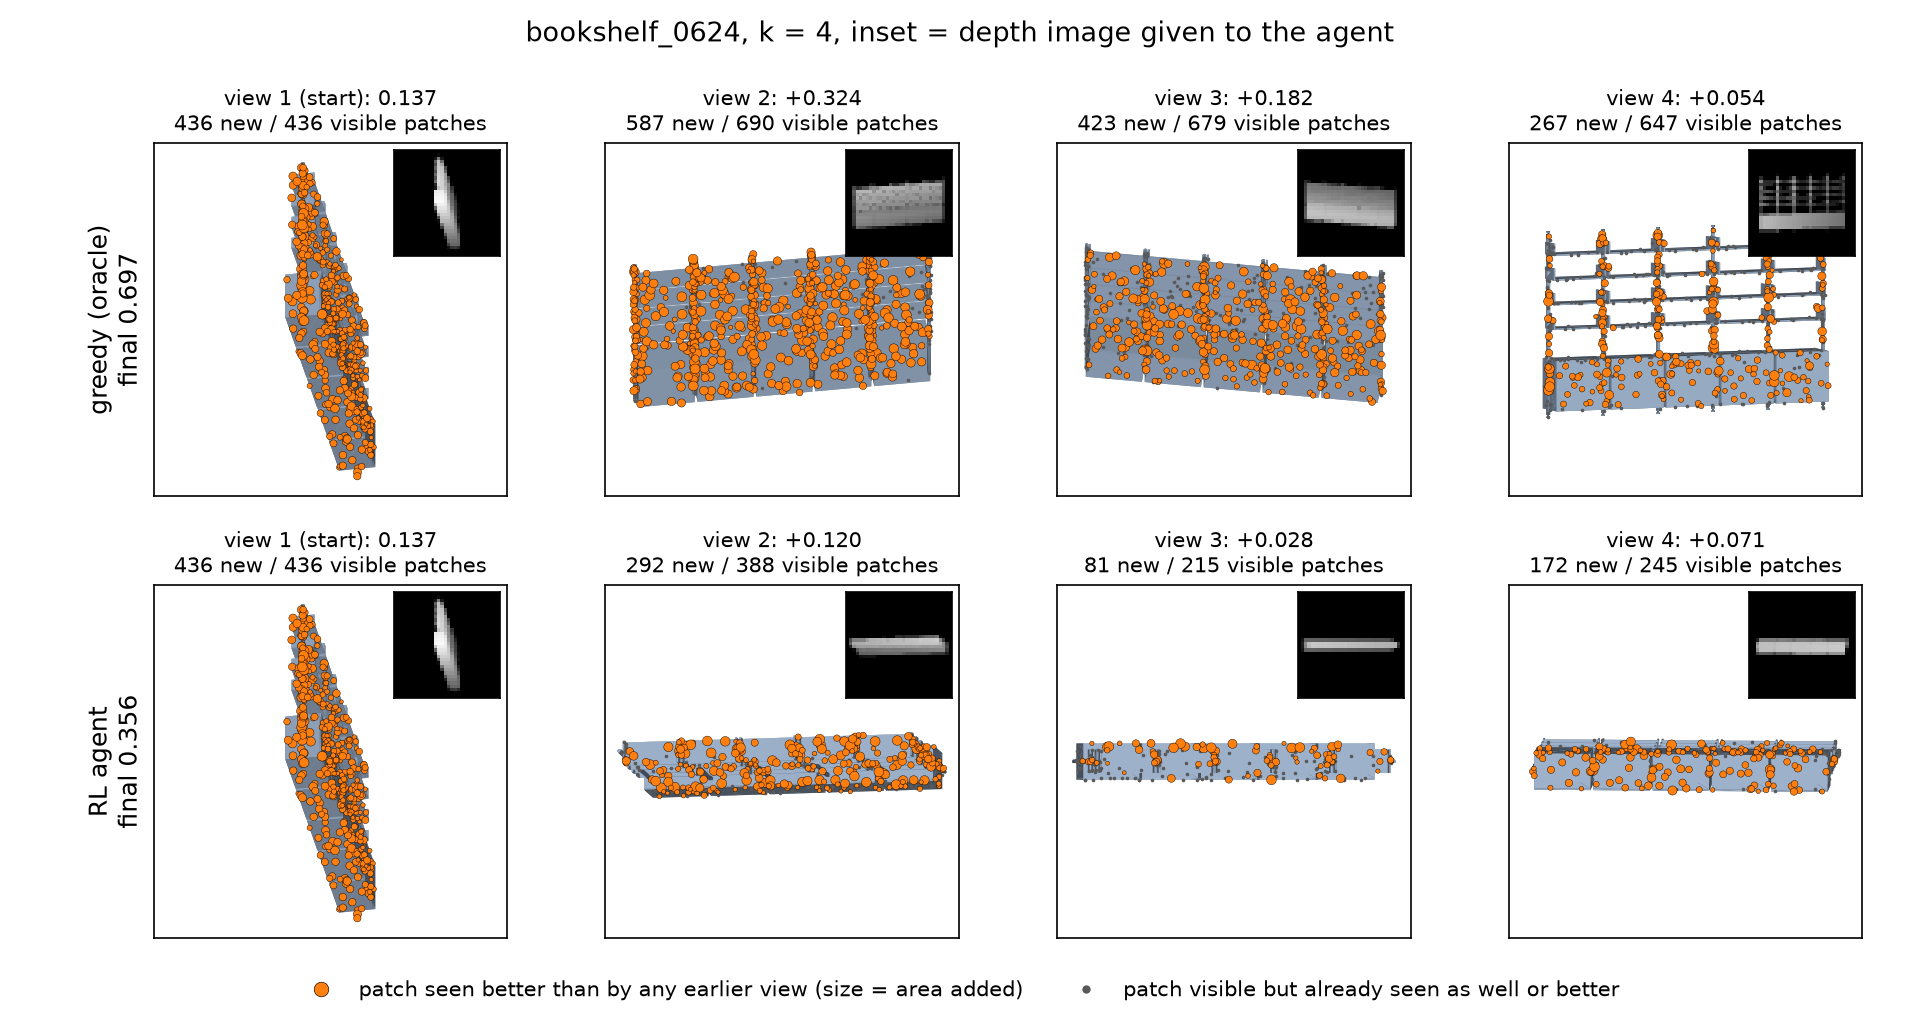 bookshelf_0624, k = 4, inset = depth image given to the agent
greedy (oracle)
final 0.697
view 1 (start): 0.137
436 new / 436 visible patches
view 2: +0.324
587 new / 690 visible patches
view 3: +0.182
423 new / 679 visible patches
view 4: +0.054
267 new / 647 visible patches
RL agent
final 0.356
view 1 (start): 0.137
436 new / 436 visible patches
view 2: +0.120
292 new / 388 visible patches
view 3: +0.028
81 new / 215 visible patches
view 4: +0.071
172 new / 245 visible patches
patch seen better than by any earlier view (size = area added)
patch visible but already seen as well or better